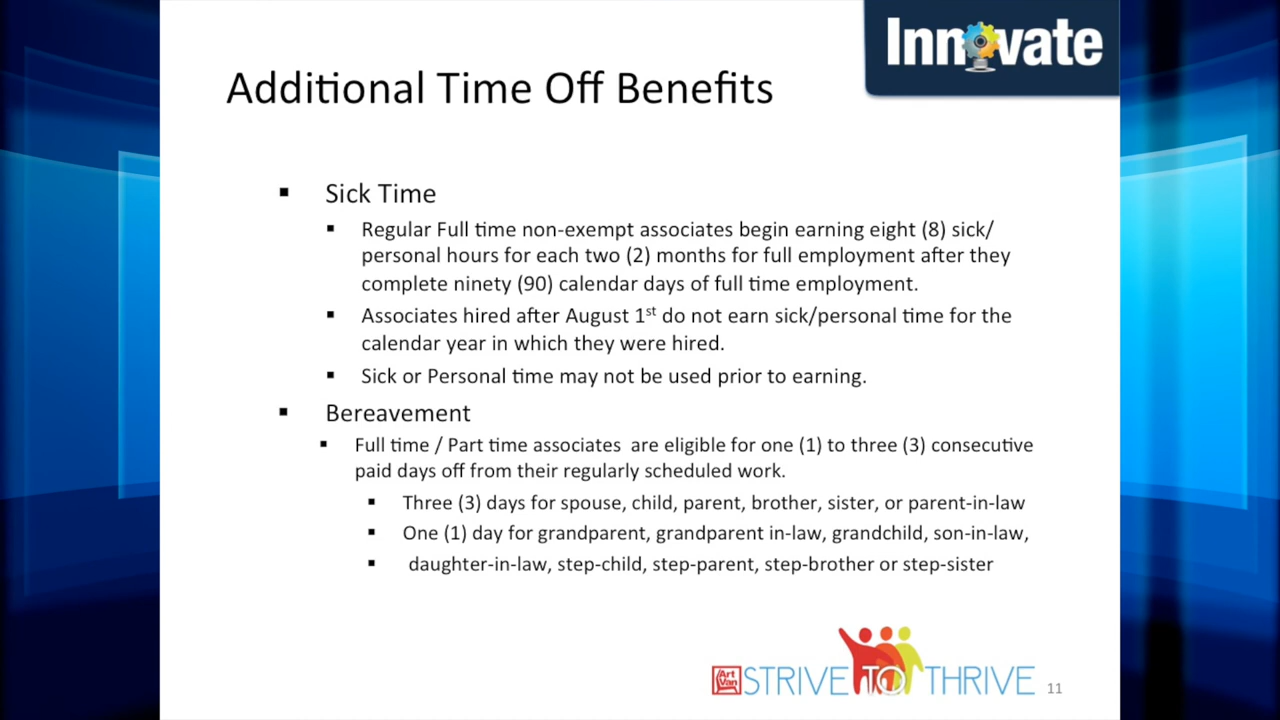 Innovate
Additional Time Off Benefits
▪ Sick Time
▪ Regular Full time non-exempt associates begin earning eight (8) sick/
personal hours for each two (2) months for full employment after they
complete ninety (90) calendar days of full time employment.
▪ Associates hired after August 1st do not earn sick/personal time for the
calendar year in which they were hired.
▪ Sick or Personal time may not be used prior to earning.
▪ Bereavement
▪ Full time / Part time associates are eligible for one (1) to three (3) consecutive
paid days off from their regularly scheduled work.
▪ Three (3) days for spouse, child, parent, brother, sister, or parent-in-law
▪ One (1) day for grandparent, grandparent in-law, grandchild, son-in-law,
▪ daughter-in-law, step-child, step-parent, step-brother or step-sister
Art Van STRIVE TO THRIVE
11